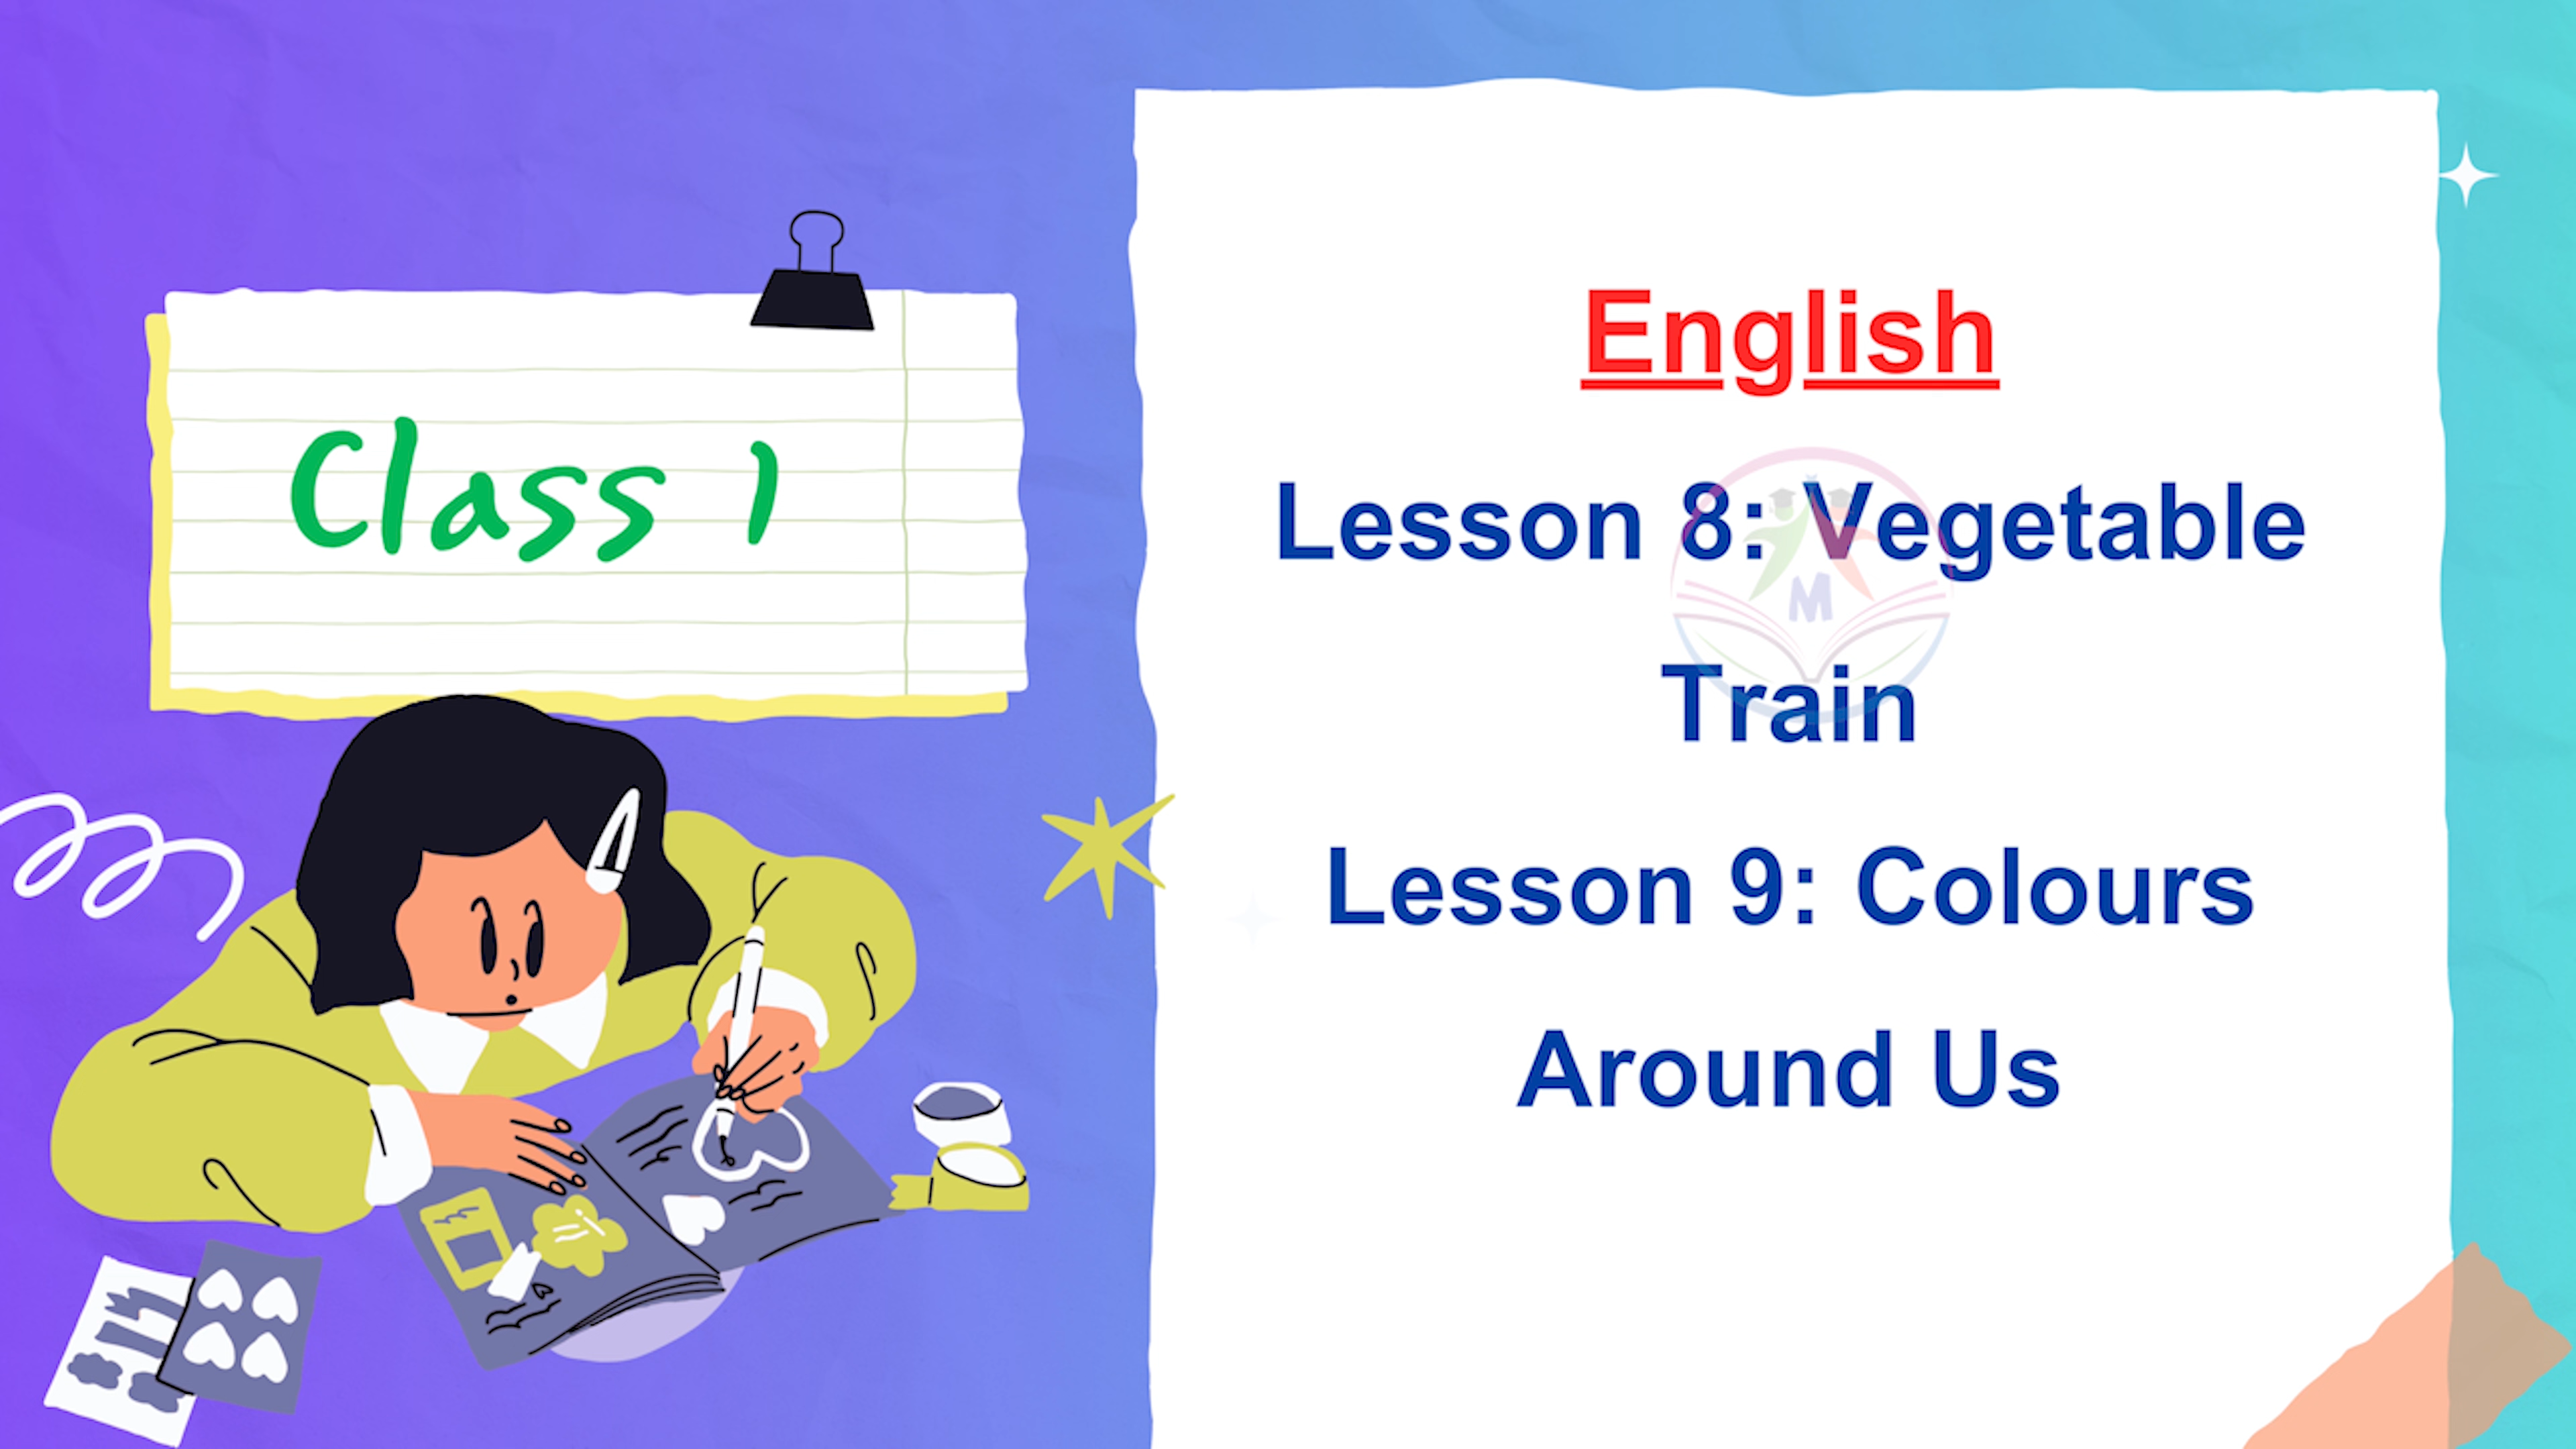 Class 1
English
Lesson 8: Vegetable
Train
Lesson 9: Colours
Around Us
M